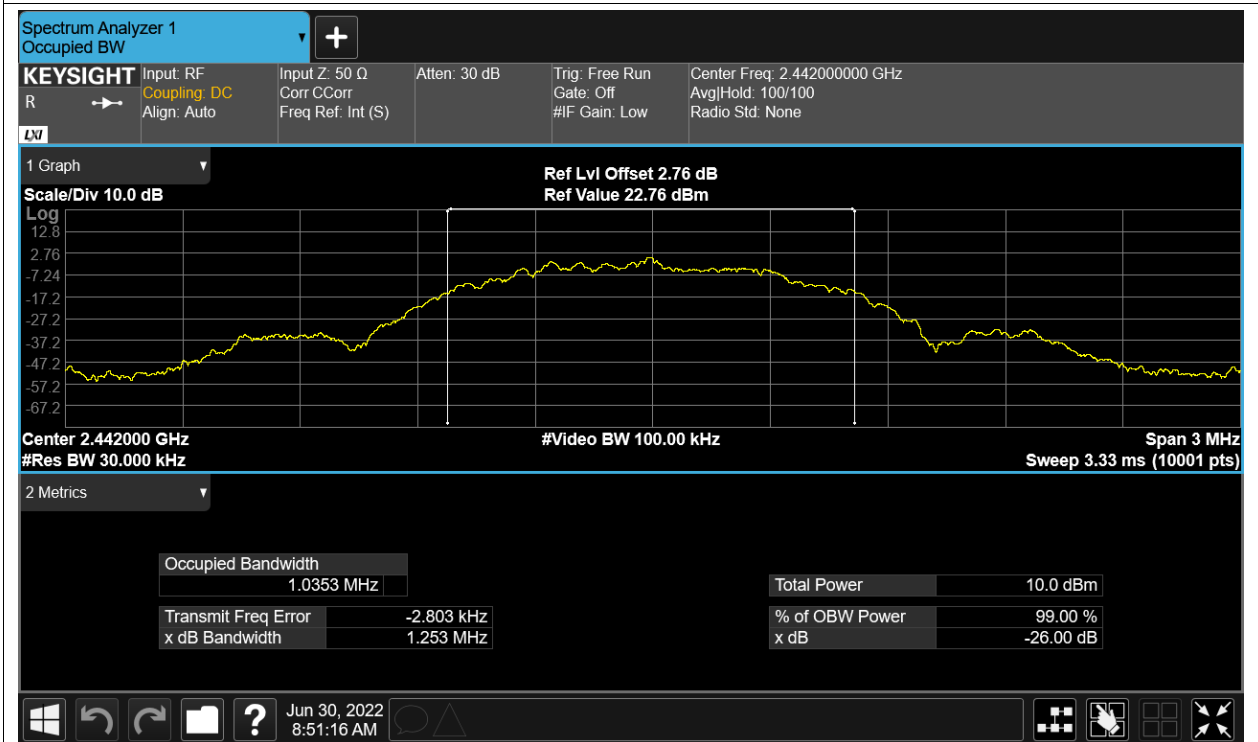 Spectrum Analyzer 1
Occupied BW
KEYSIGHT Input: RF Input Z: 50 Ω Atten: 30 dB Trig: Free Run Center Freq: 2.442000000 GHz
R Coupling: DC Corr CCorr Gate: Off Avg|Hold: 100/100
Align: Auto Freq Ref: Int (S) #IF Gain: Low Radio Std: None
LXI
1 Graph
Ref Lvl Offset 2.76 dB
Scale/Div 10.0 dB Ref Value 22.76 dBm
Log
12.8
2.76
-7.24
-17.2
-27.2
-37.2
-47.2
-57.2
-67.2
Center 2.442000 GHz #Video BW 100.00 kHz Span 3 MHz
#Res BW 30.000 kHz Sweep 3.33 ms (10001 pts)
2 Metrics
Occupied Bandwidth
1.0353 MHz
Total Power 10.0 dBm
Transmit Freq Error -2.803 kHz % of OBW Power 99.00 %
x dB Bandwidth 1.253 MHz x dB -26.00 dB
? Jun 30, 2022
8:51:16 AM